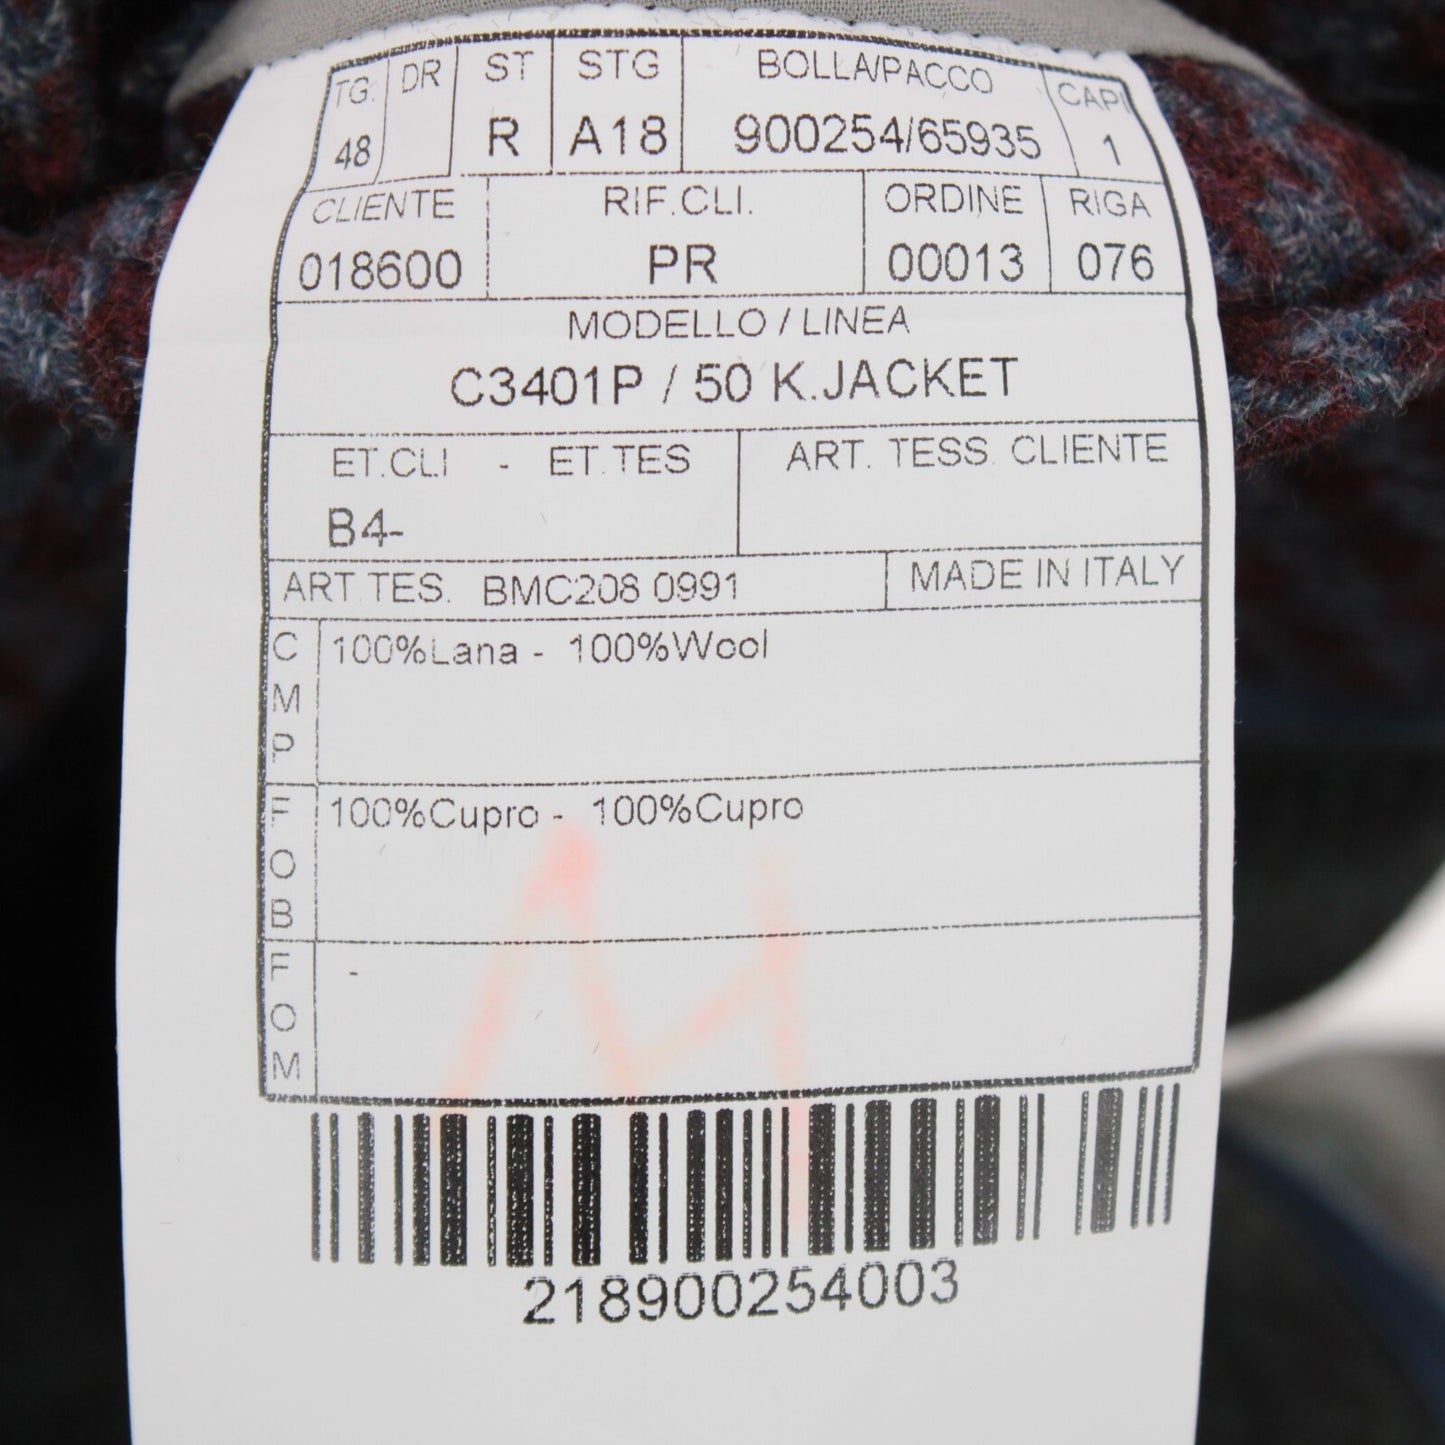 TG. DR ST STG BOLLA/PACCO CAPI
48 R A18 900254/65935 1
CLIENTE RIF.CLI. ORDINE RIGA
018600 PR 00013 076
MODELLO / LINEA
C3401P / 50 K.JACKET
ET.CLI - ET.TES ART. TESS. CLIENTE
B4-
ART.TES. BMC208 0991 MADE IN ITALY
CMP 100%Lana - 100%Wool
FOB 100%Cupro - 100%Cupro
FOM -
218900254003